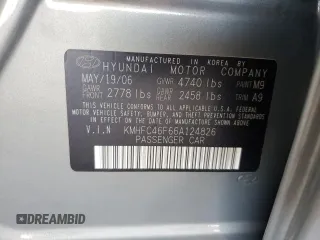 MANUFACTURED IN KOREA BY
HYUNDAI MOTOR COMPANY
MAY/19/06 GVWR 4740 lbs PAINT M9
GAWR FRONT 2778 lbs GAWR REAR 2458 lbs TRIM A9
THIS VEHICLE CONFORMS TO ALL APPLICABLE U.S. FEDERAL
MOTOR VEHICLE SAFETY, BUMPER, AND THEFT PREVENTION STANDARDS
IN EFFECT ON THE DATE OF MANUFACTURE SHOWN ABOVE.
V.I.N KMHFC46F66A124826
PASSENGER CAR
DREAMBID